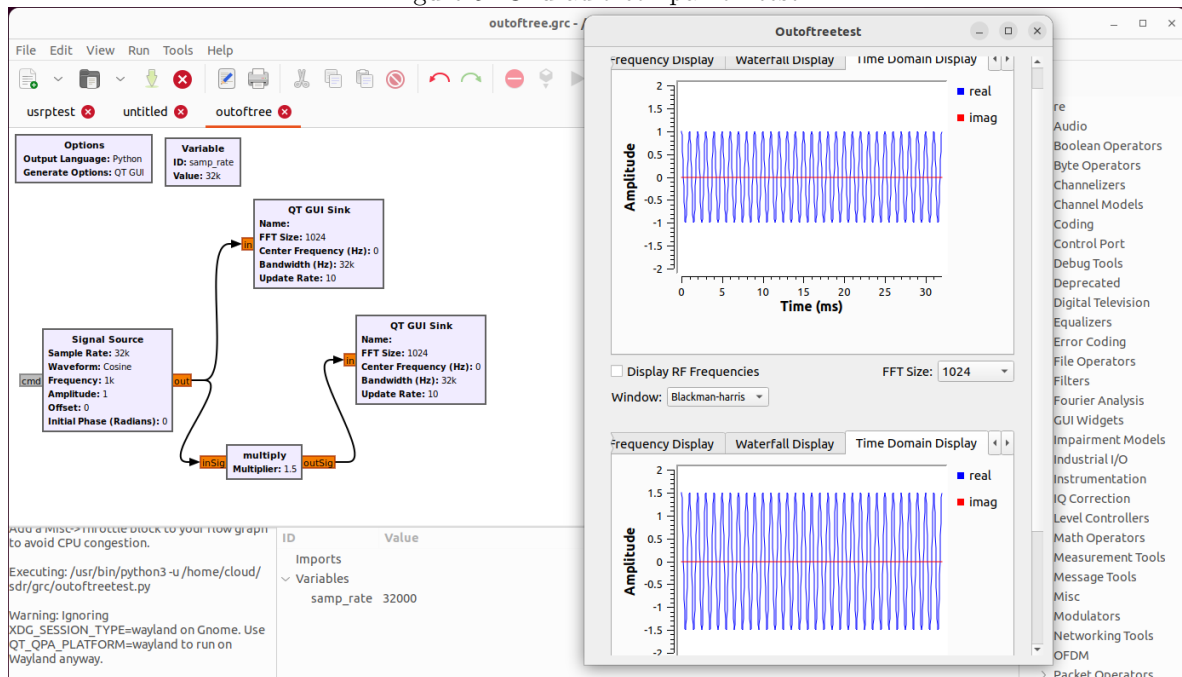 outoftree.grc - /
File Edit View Run Tools Help
usrptest
untitled
outoftree
Options
Output Language: Python
Generate Options: QT GUI
Variable
ID: samp_rate
Value: 32k
QT GUI Sink
Name:
FFT Size: 1024
Center Frequency (Hz): 0
Bandwidth (Hz): 32k
Update Rate: 10
in
Signal Source
Sample Rate: 32k
Waveform: Cosine
Frequency: 1k
Amplitude: 1
Offset: 0
Initial Phase (Radians): 0
cmd
out
QT GUI Sink
Name:
FFT Size: 1024
Center Frequency (Hz): 0
Bandwidth (Hz): 32k
Update Rate: 10
in
multiply
Multiplier: 1.5
inSig
outSig
Add a Misc->Throttle block to your flow graph
to avoid CPU congestion.
Executing: /usr/bin/python3 -u /home/cloud/
sdr/grc/outoftreetest.py
Warning: Ignoring
XDG_SESSION_TYPE=wayland on Gnome. Use
QT_QPA_PLATFORM=wayland to run on
Wayland anyway.
ID Value
Imports
Variables
samp_rate 32000
Outoftreetest
Frequency Display Waterfall Display Time Domain Display
2
1.5
1
0.5
0
-0.5
-1
-1.5
-2
Amplitude
0 5 10 15 20 25 30
Time (ms)
real
imag
Display RF Frequencies FFT Size: 1024
Window: Blackman-harris
Frequency Display Waterfall Display Time Domain Display
2
1.5
1
0.5
0
-0.5
-1
-1.5
-2
Amplitude
real
imag
re
Audio
Boolean Operators
Byte Operators
Channelizers
Channel Models
Coding
Control Port
Debug Tools
Deprecated
Digital Television
Equalizers
Error Coding
File Operators
Filters
Fourier Analysis
GUI Widgets
Impairment Models
Industrial I/O
Instrumentation
IQ Correction
Level Controllers
Math Operators
Measurement Tools
Message Tools
Misc
Modulators
Networking Tools
OFDM
Packet Operators